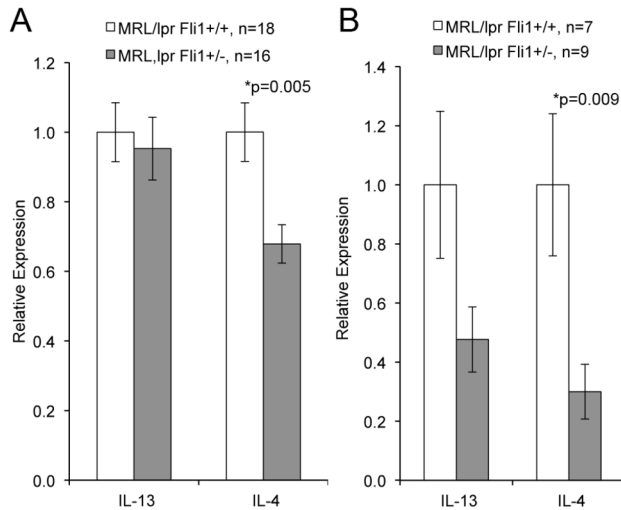 A
MRL/lpr Fli1+/+, n=18
MRL,lpr Fli1+/-, n=16
1.2
1.0
0.8
0.6
0.4
0.2
0.0
Relative Expression
*p=0.005
IL-13
IL-4
B
MRL/lpr Fli1+/+, n=7
MRL/lpr Fli1+/-, n=9
1.4
1.2
1.0
0.8
0.6
0.4
0.2
0.0
Relative Expression
*p=0.009
IL-13
IL-4